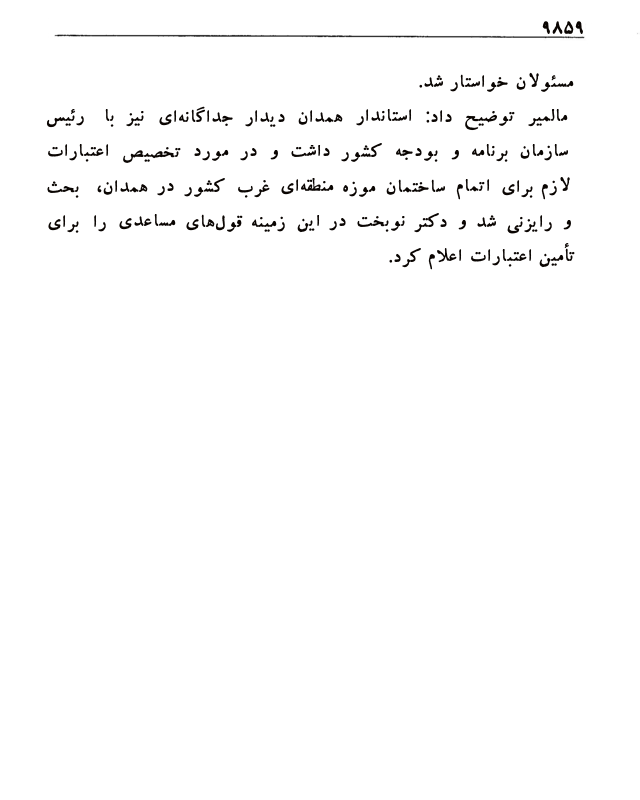 ۹۸۵۹
مسئولان خواستار شد.
مالمیر توضیح داد: استاندار همدان دیدار جداگانه‌ای نیز با رئیس
سازمان برنامه و بودجه کشور داشت و در مورد تخصیص اعتبارات
لازم برای اتمام ساختمان موزه منطقه‌ای غرب کشور در همدان، بحث
و رایزنی شد و دکتر نوبخت در این زمینه قول‌های مساعدی را برای
تأمین اعتبارات اعلام کرد.